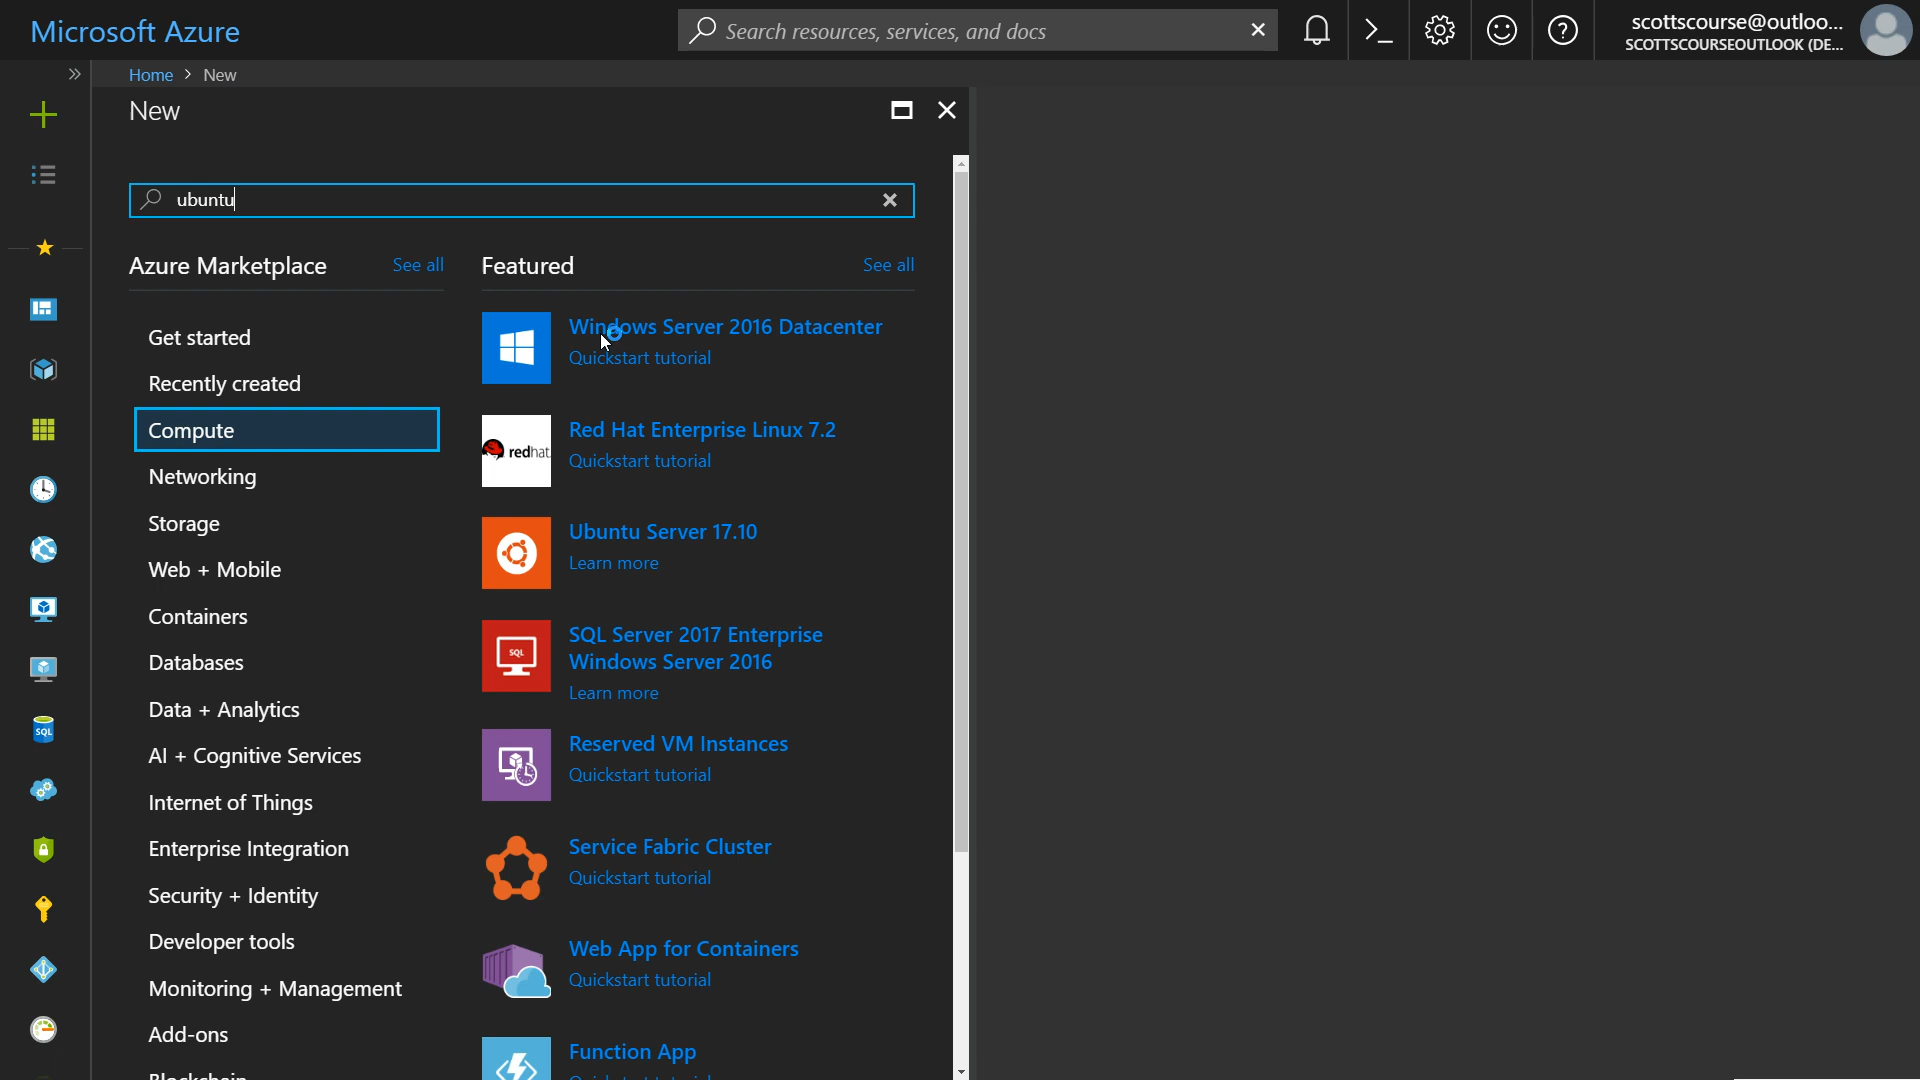 Microsoft Azure
Search resources, services, and docs
scottscourse@outloo...
SCOTTSCOURSEOUTLOOK (DE...
Home > New
New
ubuntu
Azure Marketplace See all
Featured See all
Get started
Recently created
Compute
Networking
Storage
Web + Mobile
Containers
Databases
Data + Analytics
AI + Cognitive Services
Internet of Things
Enterprise Integration
Security + Identity
Developer tools
Monitoring + Management
Add-ons
Blockchain
Windows Server 2016 Datacenter
Quickstart tutorial
redhat
Red Hat Enterprise Linux 7.2
Quickstart tutorial
Ubuntu Server 17.10
Learn more
SQL
SQL Server 2017 Enterprise
Windows Server 2016
Learn more
Reserved VM Instances
Quickstart tutorial
Service Fabric Cluster
Quickstart tutorial
Web App for Containers
Quickstart tutorial
Function App
SQL